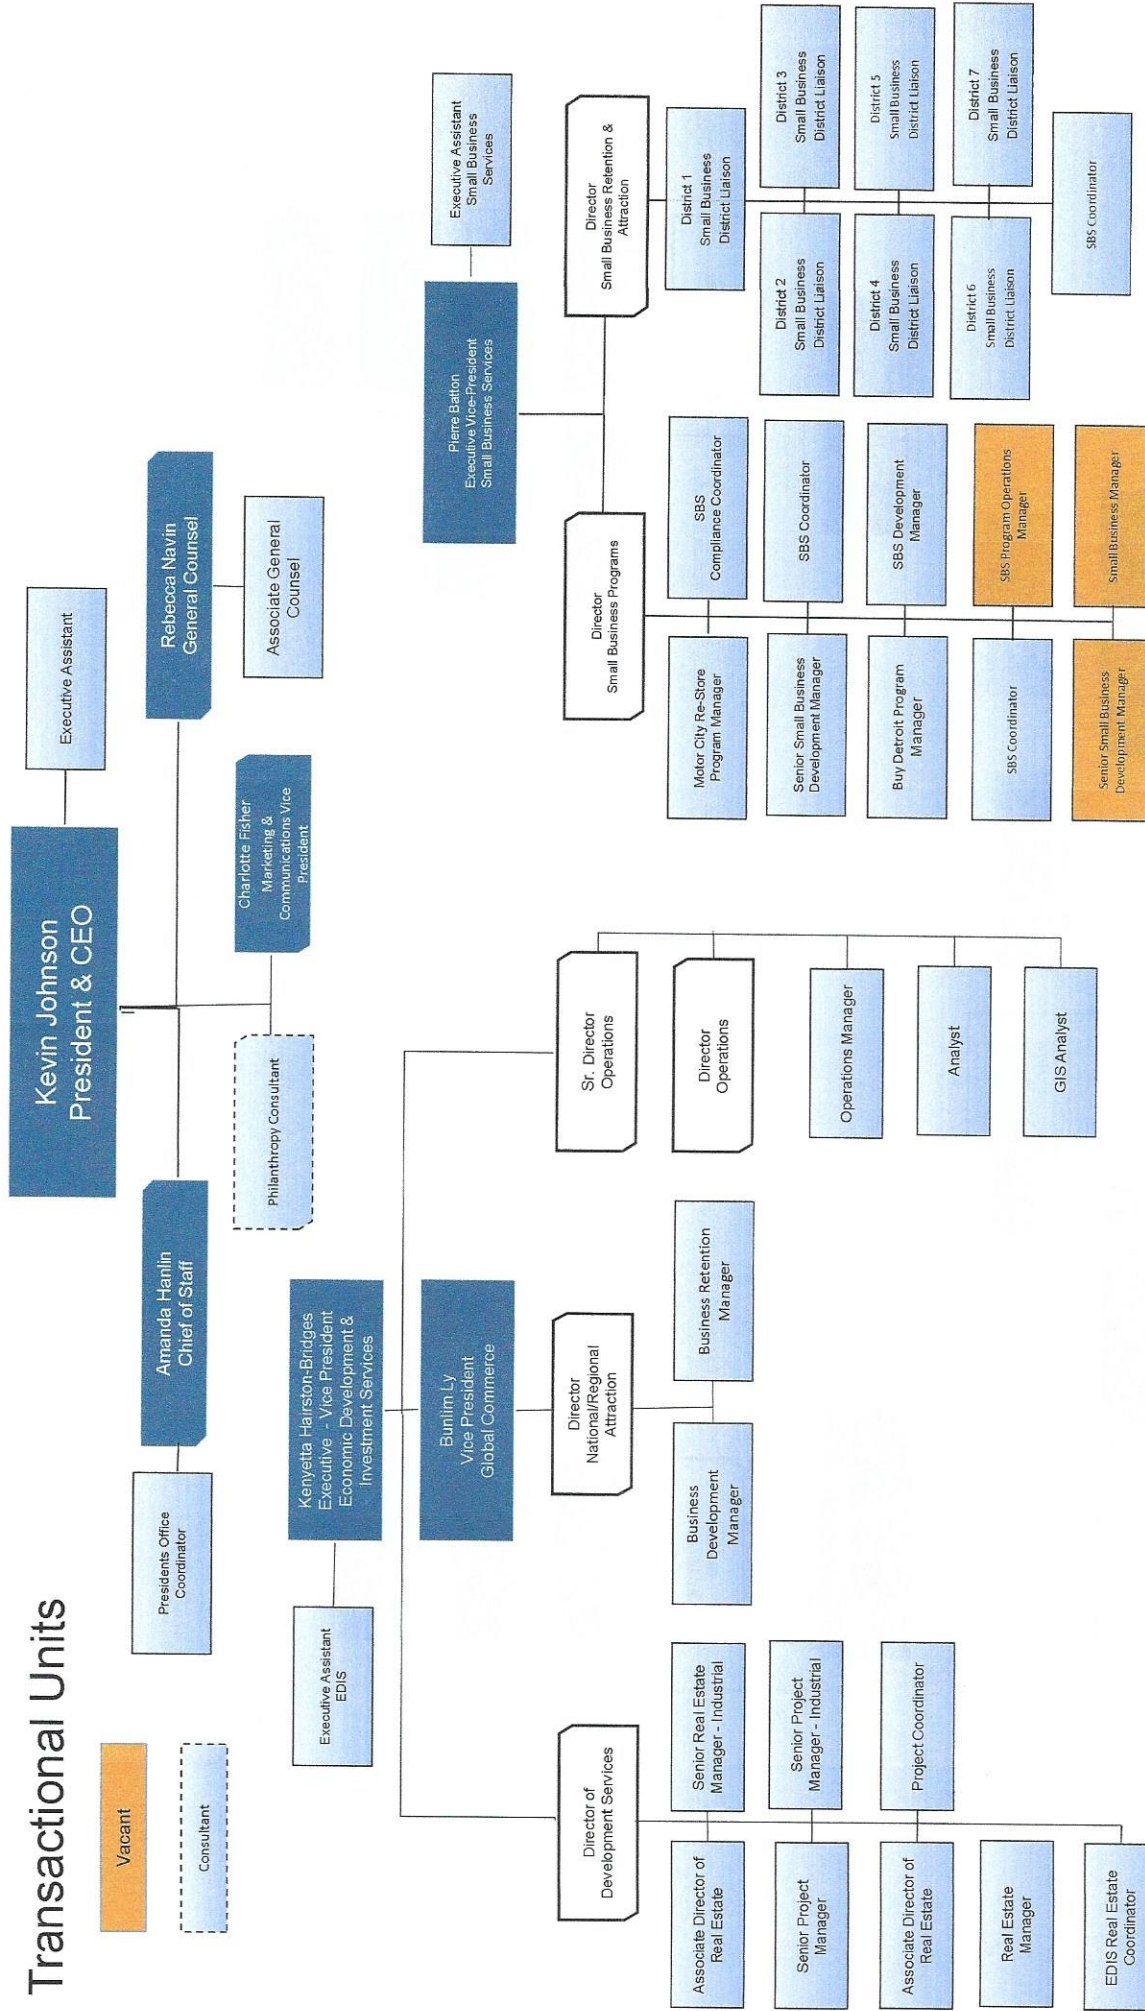 Transactional Units
Vacant
Consultant
Kevin Johnson
President & CEO
Executive Assistant
Amanda Hanlin
Chief of Staff
Presidents Office
Coordinator
Rebecca Navin
General Counsel
Associate General
Counsel
Philanthropy Consultant
Charlotte Fisher
Marketing &
Communications Vice
President
Kenyetta Hairston-Bridges
Executive - Vice President
Economic Development &
Investment Services
Executive Assistant
EDIS
Bunlim Ly
Vice President
Global Commerce
Director of
Development Services
Associate Director of
Real Estate
Senior Real Estate
Manager - Industrial
Senior Project
Manager
Senior Project
Manager - Industrial
Associate Director of
Real Estate
Project Coordinator
Real Estate
Manager
EDIS Real Estate
Coordinator
Director
National/Regional
Attraction
Business
Development
Manager
Business Retention
Manager
Sr. Director
Operations
Director
Operations
Operations Manager
Analyst
GIS Analyst
Pierre Batton
Executive Vice-President
Small Business Services
Executive Assistant
Small Business
Services
Director
Small Business Programs
Motor City Re-Store
Program Manager
SBS
Compliance Coordinator
Senior Small Business
Development Manager
SBS Coordinator
Buy Detroit Program
Manager
SBS Development
Manager
SBS Coordinator
SBS Program Operations
Manager
Senior Small Business
Development Manager
Small Business Manager
Director
Small Business Retention &
Attraction
District 1
Small Business
District Liaison
District 2
Small Business
District Liaison
District 3
Small Business
District Liaison
District 4
Small Business
District Liaison
District 5
Small Business
District Liaison
District 6
Small Business
District Liaison
District 7
Small Business
District Liaison
SBS Coordinator